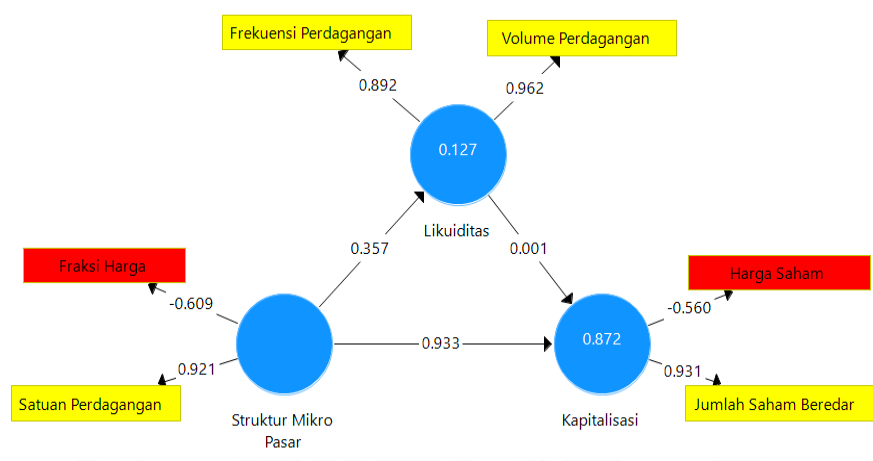 Frekuensi Perdagangan
Volume Perdagangan
0.892
0.962
0.127
Likuiditas
0.357
0.001
Fraksi Harga
Harga Saham
-0.609
-0.560
0.933
0.872
0.921
0.931
Satuan Perdagangan
Jumlah Saham Beredar
Struktur Mikro
Pasar
Kapitalisasi